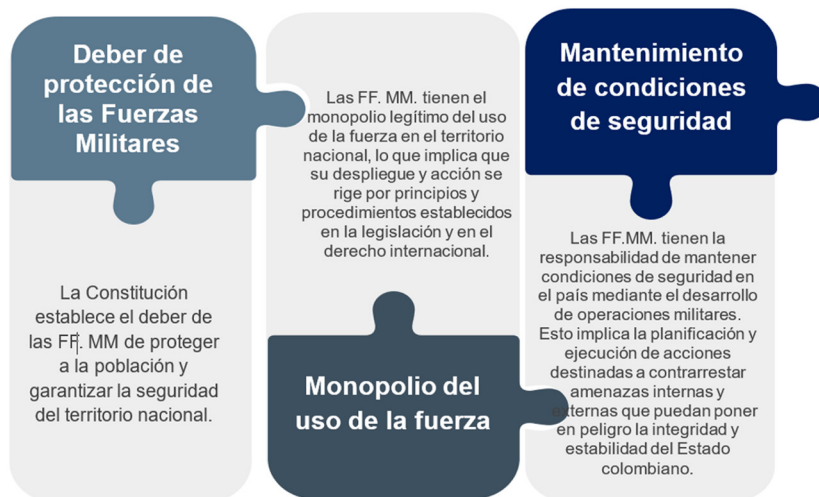 Deber de
protección de
las Fuerzas
Militares
La Constitución
establece el deber de
las FF. MM de proteger
a la población y
garantizar la seguridad
del territorio nacional.
Las FF. MM. tienen el
monopolio legítimo del uso
de la fuerza en el territorio
nacional, lo que implica que
su despliegue y acción se
rige por principios y
procedimientos establecidos
en la legislación y en el
derecho internacional.
Monopolio del
uso de la fuerza
Mantenimiento
de condiciones
de seguridad
Las FF.MM. tienen la
responsabilidad de mantener
condiciones de seguridad en
el país mediante el desarrollo
de operaciones militares.
Esto implica la planificación y
ejecución de acciones
destinadas a contrarrestar
amenazas internas y
externas que puedan poner
en peligro la integridad y
estabilidad del Estado
colombiano.